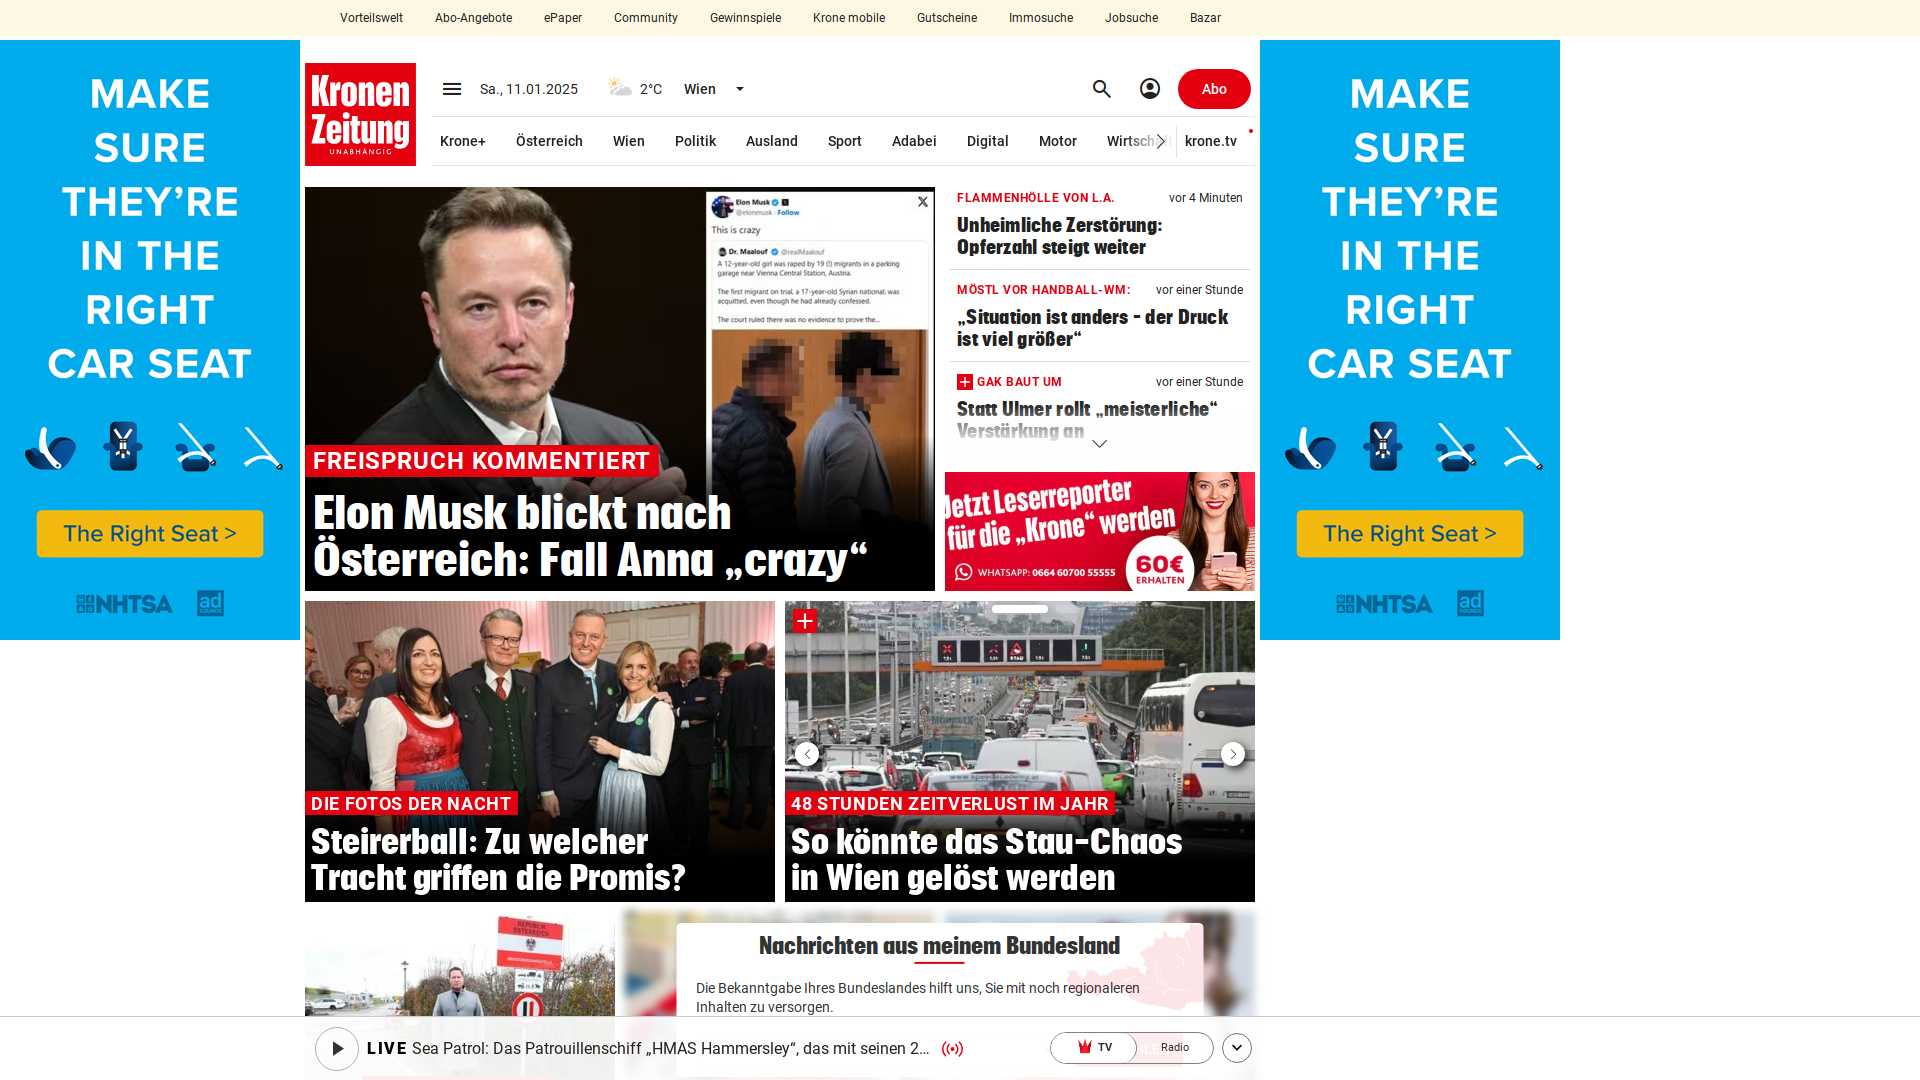 Vorteilswelt Abo-Angebote ePaper Community Gewinnspiele Krone mobile Gutscheine Immosuche Jobsuche Bazar
MAKE
SURE
THEY’RE
IN THE
RIGHT
CAR SEAT
The Right Seat >
NHTSA ad
Kronen
Zeitung
UNABHÄNGIG
Sa., 11.01.2025 2°C Wien
Abo
Krone+ Österreich Wien Politik Ausland Sport Adabei Digital Motor Wirtschaft krone.tv
Elon Musk
@elonmusk · Follow
This is crazy
Dr. Maalouf @realMaalouf
A 12-year-old girl was raped by 19 (!) migrants in a parking
garage near Vienna Central Station, Austria.
The first migrant on trial, a 17-year-old Syrian national, was
acquitted, even though he had already confessed.
The court ruled there was no evidence to prove the...
FREISPRUCH KOMMENTIERT
Elon Musk blickt nach
Österreich: Fall Anna „crazy“
FLAMMENHÖLLE VON L.A. vor 4 Minuten
Unheimliche Zerstörung:
Opferzahl steigt weiter
MÖSTL VOR HANDBALL-WM: vor einer Stunde
„Situation ist anders – der Druck
ist viel größer“
GAK BAUT UM vor einer Stunde
Statt Ulmer rollt „meisterliche“
Verstärkung an
Jetzt Leserreporter
für die „Krone“ werden
WHATSAPP: 0664 60700 55555
60€
ERHALTEN
MAKE
SURE
THEY’RE
IN THE
RIGHT
CAR SEAT
The Right Seat >
NHTSA ad
DIE FOTOS DER NACHT
Steirerball: Zu welcher
Tracht griffen die Promis?
STAU
48 STUNDEN ZEITVERLUST IM JAHR
So könnte das Stau-Chaos
in Wien gelöst werden
REPUBLIK
ÖSTERREICH
Nachrichten aus meinem Bundesland
Die Bekanntgabe Ihres Bundeslandes hilft uns, Sie mit noch regionaleren
Inhalten zu versorgen.
LIVE Sea Patrol: Das Patrouillenschiff „HMAS Hammersley“, das mit seinen 2...
TV Radio